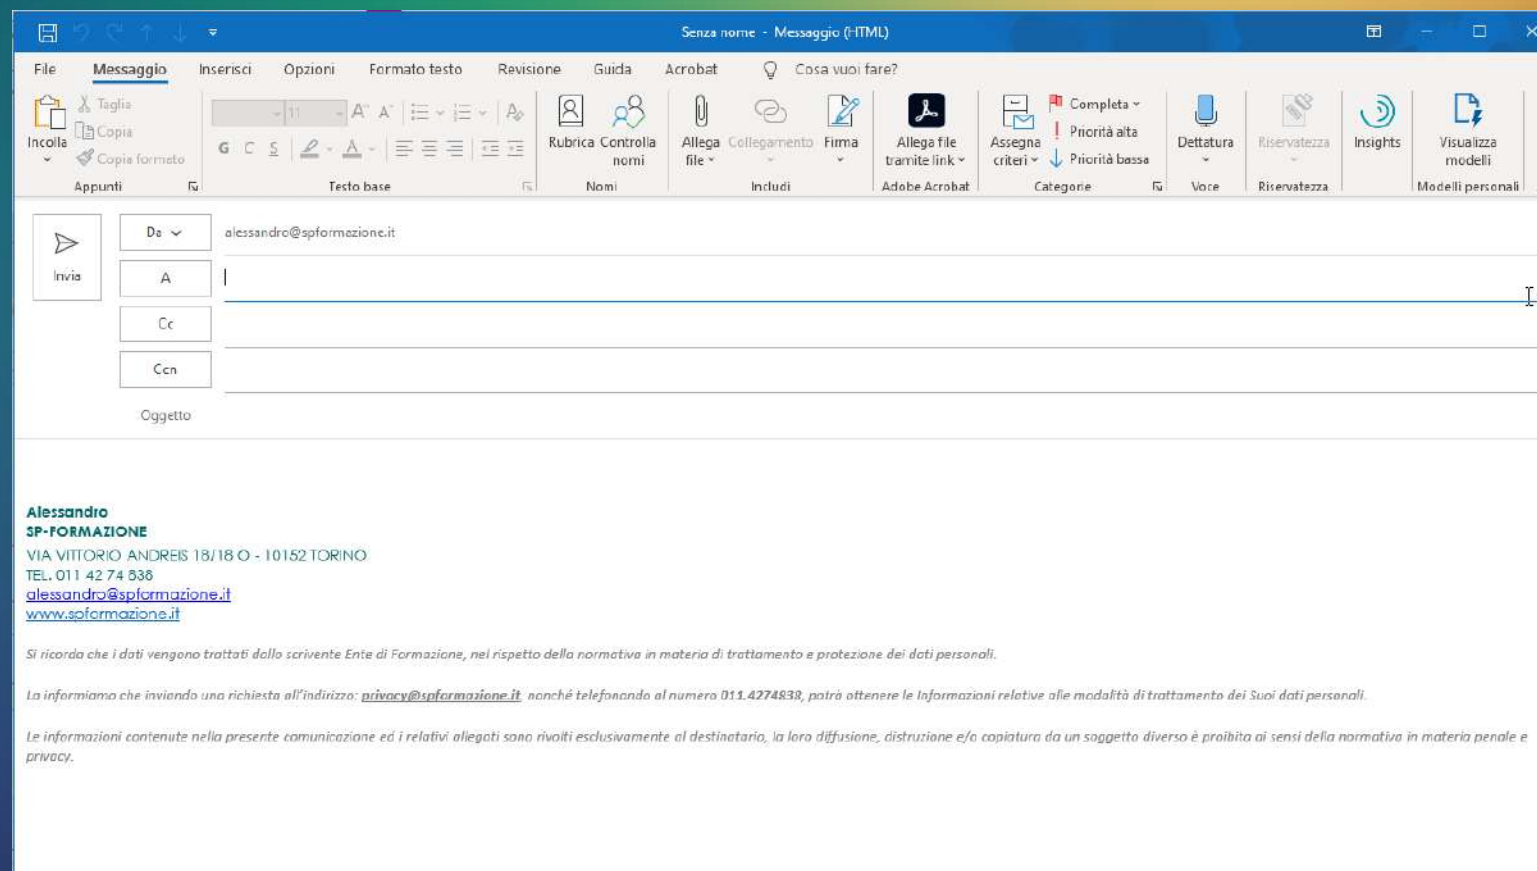 Senza nome - Messaggio (HTML)
File Messaggio Inserisci Opzioni Formato testo Revisione Guida Acrobat Cosa vuoi fare?
Incolla
Taglia
Copia
Copia formato
Appunti
11
A A
G C S A
Testo base
Rubrica Controlla nomi
Nomi
Allega file Collegamento Firma
Includi
Allega file tramite link
Adobe Acrobat
Assegna criteri
Completa
Priorità alta
Priorità bassa
Categorie
Dettatura
Voce
Riservatezza
Riservatezza
Insights
Visualizza modelli
Modelli personali
Invia
Da alessandro@spformazione.it
A
Cc
Ccn
Oggetto
Alessandro
SP-FORMAZIONE
VIA VITTORIO ANDREIS 18/18 O - 10152 TORINO
TEL. 011 42 74 838
alessandro@spformazione.it
www.spformazione.it
Si ricorda che i dati vengono trattati dallo scrivente Ente di Formazione, nel rispetto della normativa in materia di trattamento e protezione dei dati personali.
La informiamo che inviando una richiesta all'indirizzo: privacy@spformazione.it, nonché telefonando al numero 011.4274838, potrà ottenere le Informazioni relative alle modalità di trattamento dei Suoi dati personali.
Le informazioni contenute nella presente comunicazione ed i relativi allegati sono rivolti esclusivamente al destinatario, la loro diffusione, distruzione e/o copiatura da un soggetto diverso è proibita ai sensi della normativa in materia penale e
privacy.